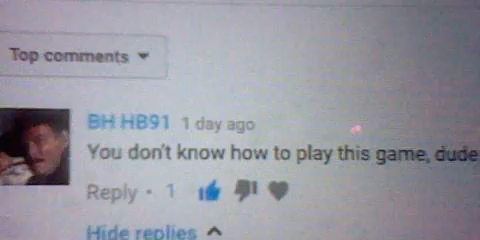 Top comments
BH HB91 1 day ago
You don't know how to play this game, dude
Reply • 1
Hide replies